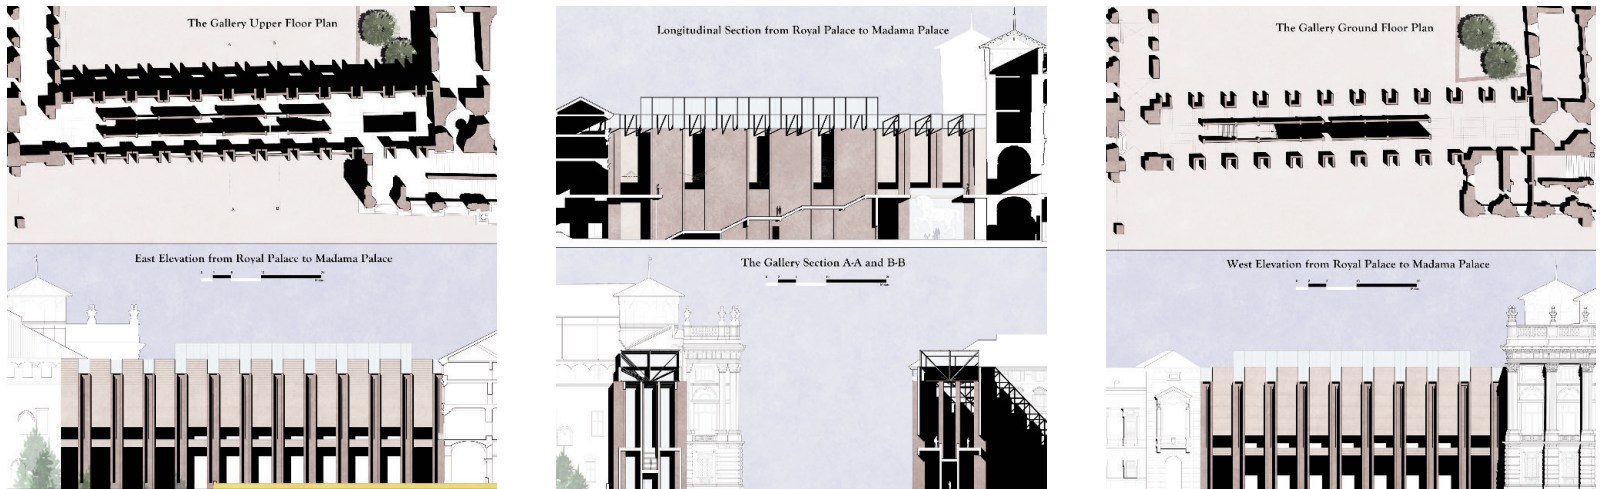 The Gallery Upper Floor Plan
A B
A B
East Elevation from Royal Palace to Madama Palace
Longitudinal Section from Royal Palace to Madama Palace
The Gallery Section A-A and B-B
The Gallery Ground Floor Plan
West Elevation from Royal Palace to Madama Palace